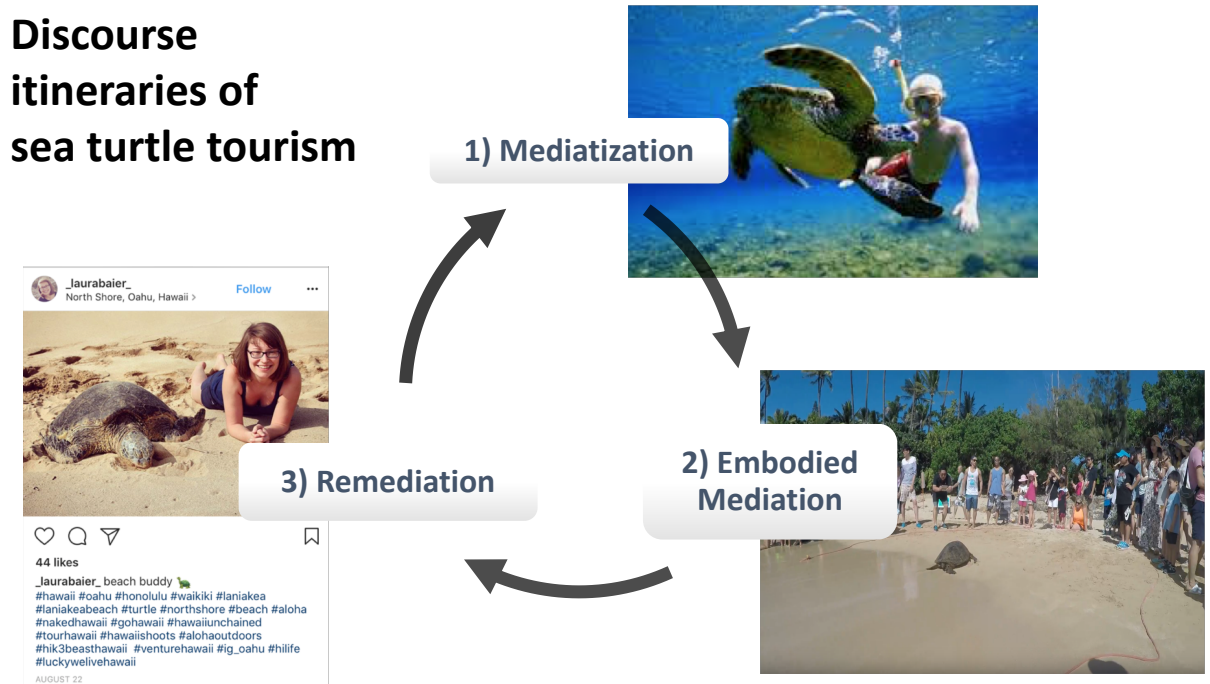 Discourse
itineraries of
sea turtle tourism
1) Mediatization
2) Embodied
Mediation
3) Remediation
_laurabaier_
North Shore, Oahu, Hawaii >
Follow
44 likes
_laurabaier_ beach buddy 🐢
#hawaii #oahu #honolulu #waikiki #laniakea
#laniakeabeach #turtle #northshore #beach #aloha
#nakedhawaii #gohawaii #hawaiiunchained
#tourhawaii #hawaiishoots #alohaoutdoors
#hik3beasthawaii #venturehawaii #ig_oahu #hilife
#luckywelivehawaii
AUGUST 22